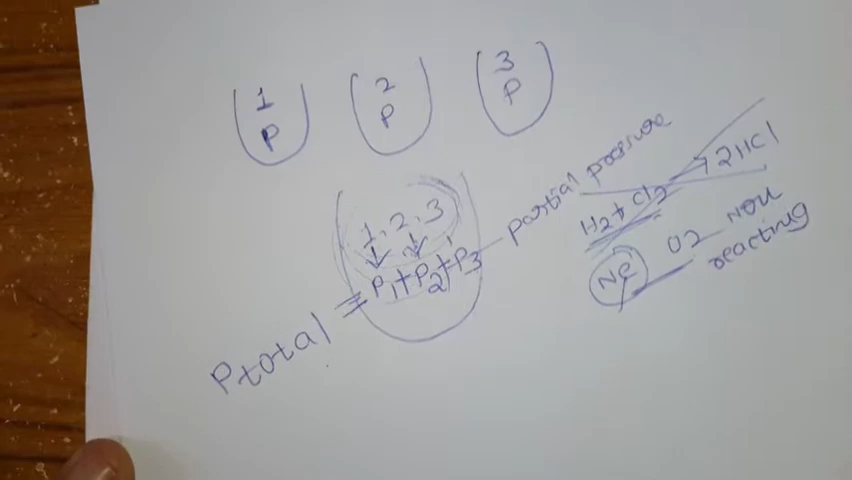 1
P
2
P
3
P
1, 2, 3
Ptotal = P1+P2+P3
partial pressure
H2+Cl2 → 2HCl
Ne O2 Non
reacting